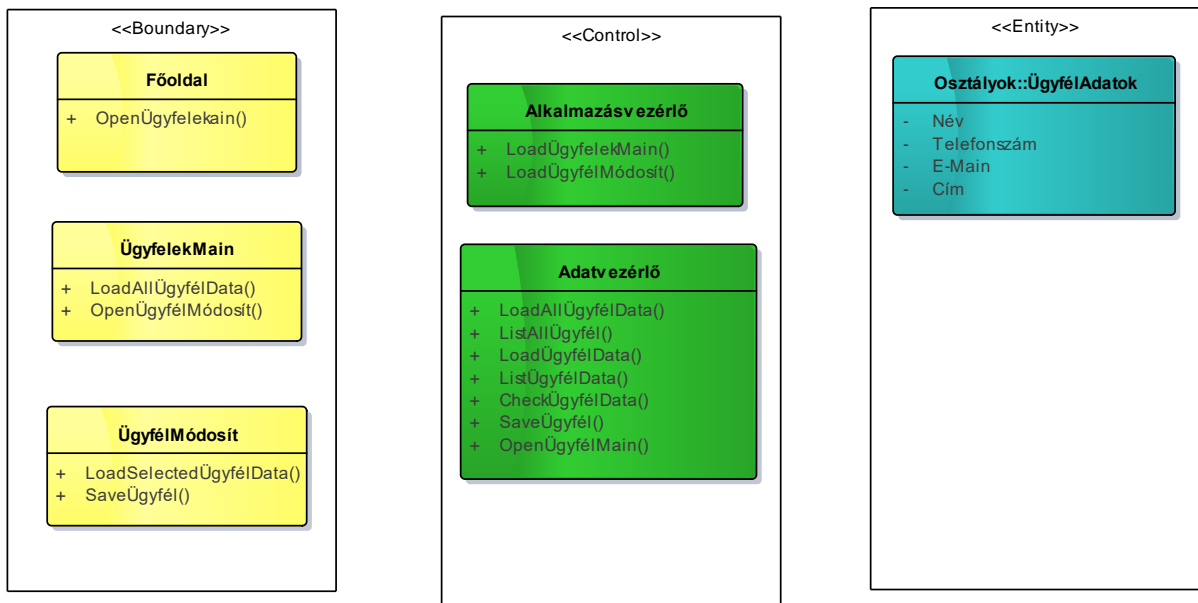 <<Boundary>>
Főoldal
+ OpenÜgyfelekain()
ÜgyfelekMain
+ LoadAllÜgyfélData()
+ OpenÜgyfélMódosít()
ÜgyfélMódosít
+ LoadSelectedÜgyfélData()
+ SaveÜgyfél()
<<Control>>
Alkalmazásvezérlő
+ LoadÜgyfelekMain()
+ LoadÜgyfélMódosít()
Adatvezérlő
+ LoadAllÜgyfélData()
+ ListAllÜgyfél()
+ LoadÜgyfélData()
+ ListÜgyfélData()
+ CheckÜgyfélData()
+ SaveÜgyfél()
+ OpenÜgyfélMain()
<<Entity>>
Osztályok::ÜgyfélAdatok
- Név
- Telefonszám
- E-Main
- Cím